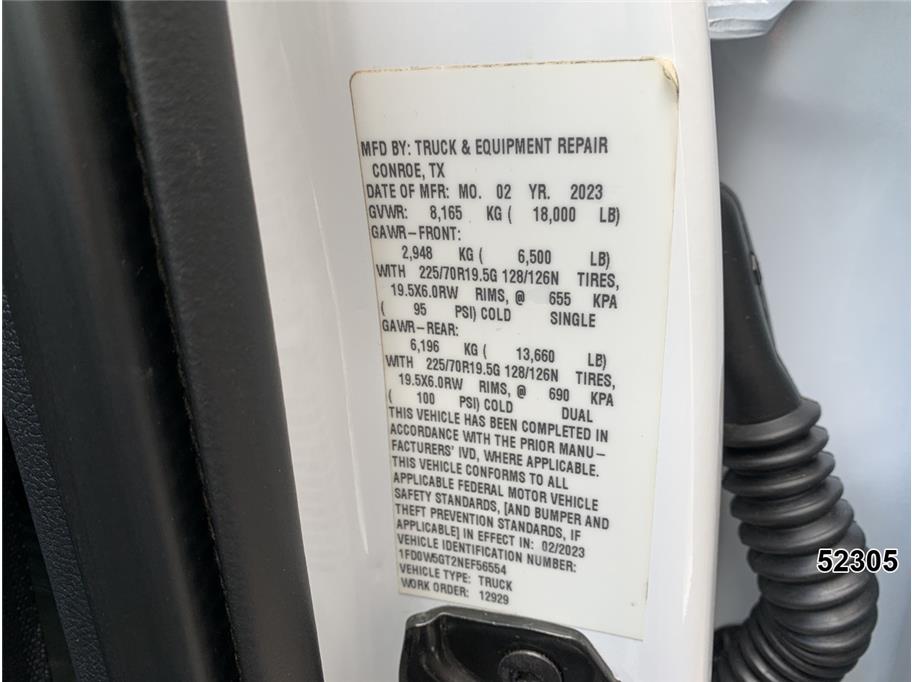 MFD BY: TRUCK & EQUIPMENT REPAIR
CONROE, TX
DATE OF MFR: MO. 02 YR. 2023
GVWR: 8,165 KG ( 18,000 LB)
GAWR-FRONT:
2,948 KG ( 6,500 LB)
WITH 225/70R19.5G 128/126N TIRES,
19.5X6.0RW RIMS, @ 655 KPA
( 95 PSI) COLD SINGLE
GAWR-REAR:
6,196 KG ( 13,660 LB)
WITH 225/70R19.5G 128/126N TIRES,
19.5X6.0RW RIMS, @ 690 KPA
( 100 PSI) COLD DUAL
THIS VEHICLE HAS BEEN COMPLETED IN
ACCORDANCE WITH THE PRIOR MANU-
FACTURERS' IVD, WHERE APPLICABLE.
THIS VEHICLE CONFORMS TO ALL
APPLICABLE FEDERAL MOTOR VEHICLE
SAFETY STANDARDS, [AND BUMPER AND
THEFT PREVENTION STANDARDS, IF
APPLICABLE] IN EFFECT IN: 02/2023
VEHICLE IDENTIFICATION NUMBER:
1FD0W5GT2NEF56554
VEHICLE TYPE: TRUCK
WORK ORDER: 12929
52305